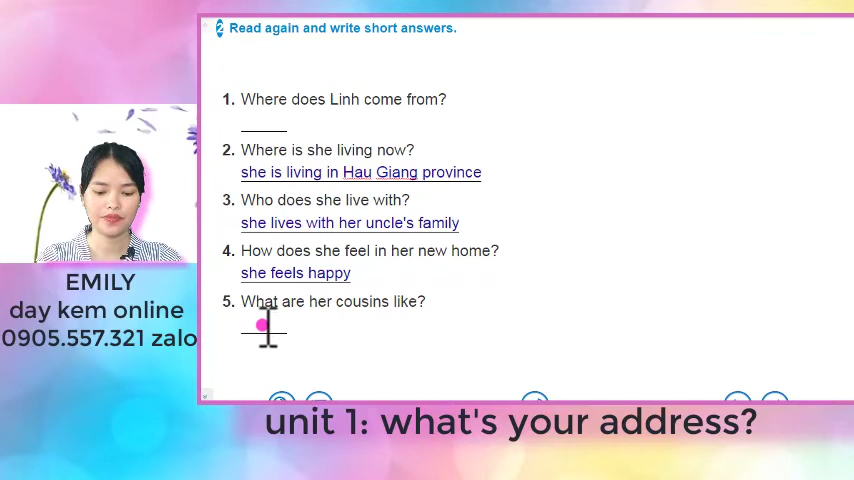 2 Read again and write short answers.
1. Where does Linh come from?
2. Where is she living now?
she is living in Hau Giang province
3. Who does she live with?
she lives with her uncle's family
4. How does she feel in her new home?
she feels happy
5. What are her cousins like?
EMILY
day kem online
0905.557.321 zalo
unit 1: what's your address?